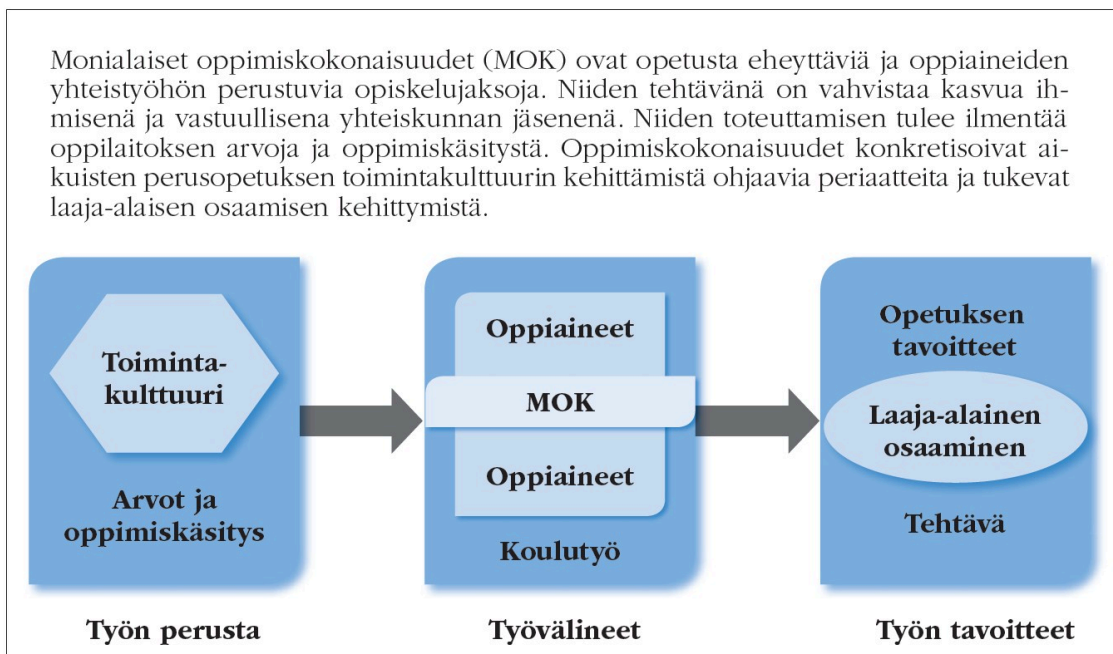 Monialaiset oppimiskokonaisuudet (MOK) ovat opetusta eheyttäviä ja oppiaineiden
yhteistyöhön perustuvia opiskelujaksoja. Niiden tehtävänä on vahvistaa kasvua ih-
misenä ja vastuullisena yhteiskunnan jäsenenä. Niiden toteuttamisen tulee ilmentää
oppilaitoksen arvoja ja oppimiskäsitystä. Oppimiskokonaisuudet konkretisoivat ai-
kuisten perusopetuksen toimintakulttuurin kehittämistä ohjaavia periaatteita ja tukevat
laaja-alaisen osaamisen kehittymistä.
Toiminta-
kulttuuri
Arvot ja
oppimiskäsitys
Työn perusta
Oppiaineet
MOK
Oppiaineet
Koulutyö
Työvälineet
Opetuksen
tavoitteet
Laaja-alainen
osaaminen
Tehtävä
Työn tavoitteet